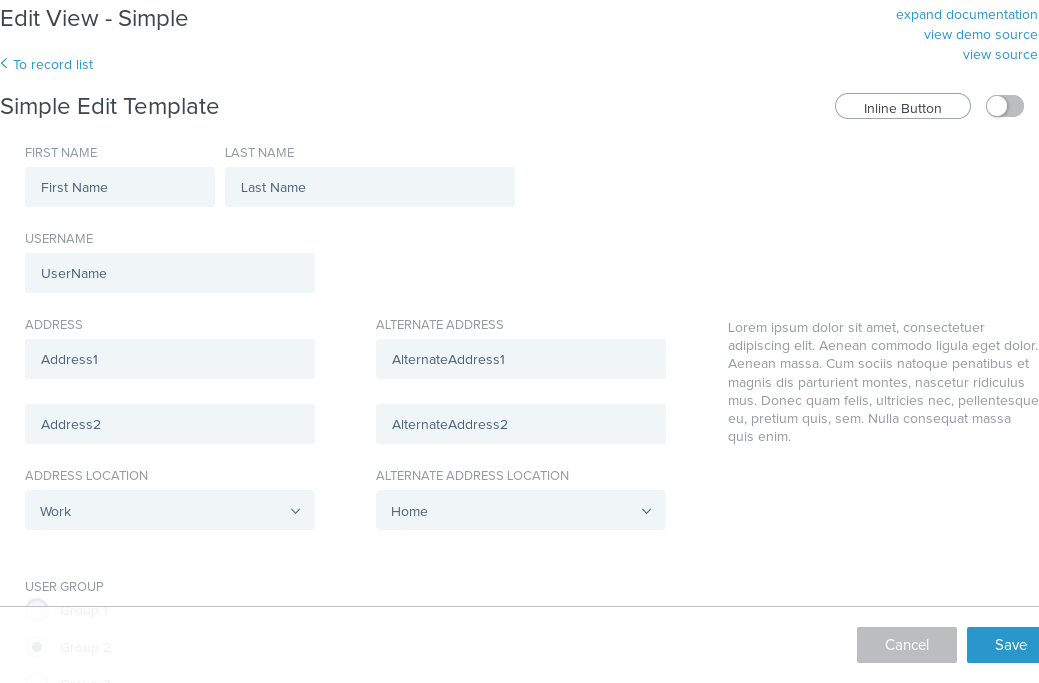 Edit View - Simple
expand documentation
view demo source
view source
To record list
Simple Edit Template
Inline Button
FIRST NAME
LAST NAME
First Name
Last Name
USERNAME
UserName
ADDRESS
ALTERNATE ADDRESS
Address1
AlternateAddress1
Address2
AlternateAddress2
Lorem ipsum dolor sit amet, consectetuer
adipiscing elit. Aenean commodo ligula eget dolor.
Aenean massa. Cum sociis natoque penatibus et
magnis dis parturient montes, nascetur ridiculus
mus. Donec quam felis, ultricies nec, pellentesque
eu, pretium quis, sem. Nulla consequat massa
quis enim.
ADDRESS LOCATION
ALTERNATE ADDRESS LOCATION
Work
Home
USER GROUP
Group 1
Group 2
Cancel
Save